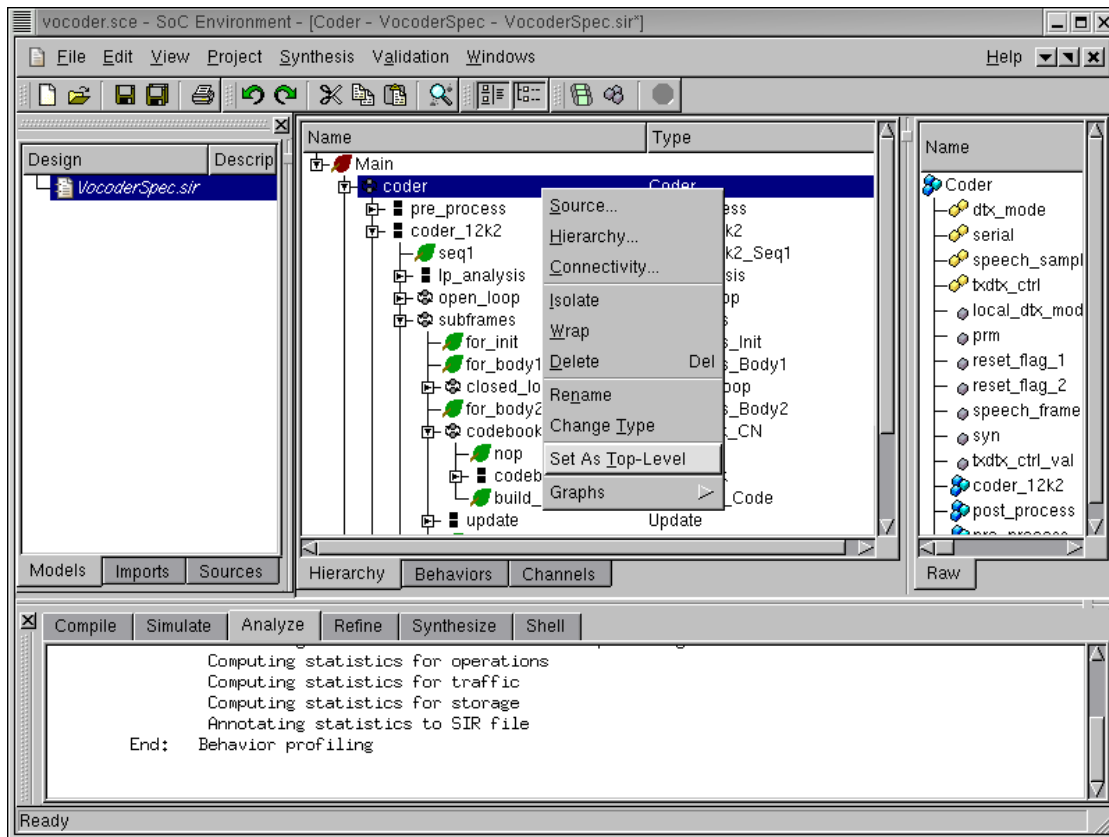 vocoder.sce - SoC Environment - [Coder - VocoderSpec - VocoderSpec.sir*]
File Edit View Project Synthesis Validation Windows Help
Design Descrip
VocoderSpec.sir
Models Imports Sources
Name Type
Main
coder Coder
pre_process ess
coder_12k2 k2
seq1 k2_Seq1
lp_analysis sis
open_loop op
subframes s
for_init s_Init
for_body1 s_Body1
closed_lo oop
for_body2 s_Body2
codebook k_CN
nop
codeb k
build_ _Code
update Update
Source...
Hierarchy...
Connectivity...
Isolate
Wrap
Delete Del
Rename
Change Type
Set As Top-Level
Graphs
Hierarchy Behaviors Channels
Name
Coder
dtx_mode
serial
speech_sampl
txdtx_ctrl
local_dtx_mod
prm
reset_flag_1
reset_flag_2
speech_frame
syn
txdtx_ctrl_val
coder_12k2
post_process
pre_process
Raw
Compile Simulate Analyze Refine Synthesize Shell
Computing statistics for operations
Computing statistics for traffic
Computing statistics for storage
Annotating statistics to SIR file
End: Behavior profiling
Ready